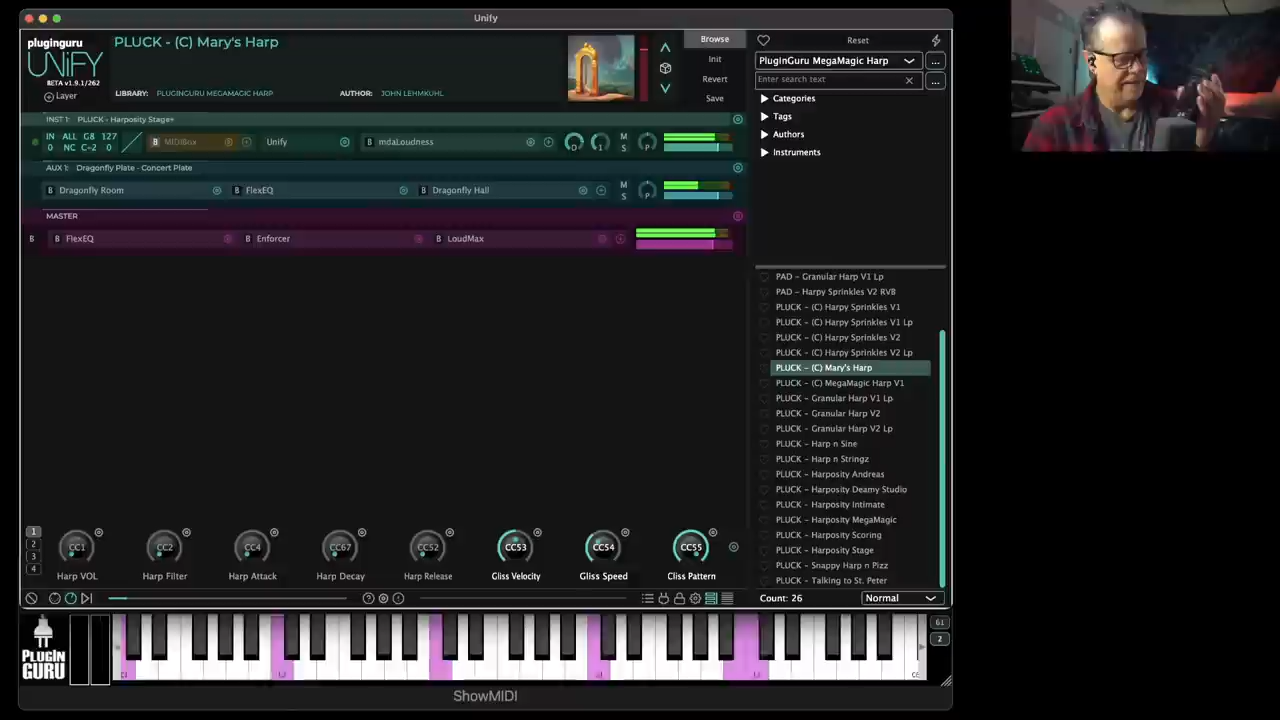 Unify
pluginguru
UNiFY
BETA v1.9.1/262
Layer
PLUCK - (C) Mary's Harp
LIBRARY: PLUGINGURU MEGAMAGIC HARP
AUTHOR: JOHN LEHMKUHL
Browse
Init
Revert
Save
INST 1: PLUCK - Harposity Stage+
IN ALL G8 127
0 NC C-2 0
B MIDIBox
Unify
B mdaLoudness
M
S
AUX 1: Dragonfly Plate - Concert Plate
B Dragonfly Room
B FlexEQ
B Dragonfly Hall
M
S
MASTER
B
B FlexEQ
B Enforcer
B LoudMax
1
2
3
4
CC1
CC2
CC4
CC67
CC52
CC53
CC54
CC55
Harp VOL
Harp Filter
Harp Attack
Harp Decay
Harp Release
Gliss Velocity
Gliss Speed
Gliss Pattern
Reset
PluginGuru MegaMagic Harp
...
Enter search text
...
Categories
Tags
Authors
Instruments
PAD - Granular Harp V1 Lp
PAD - Harpy Sprinkles V2 RVB
PLUCK - (C) Harpy Sprinkles V1
PLUCK - (C) Harpy Sprinkles V1 Lp
PLUCK - (C) Harpy Sprinkles V2
PLUCK - (C) Harpy Sprinkles V2 Lp
PLUCK - (C) Mary's Harp
PLUCK - (C) MegaMagic Harp V1
PLUCK - Granular Harp V1 Lp
PLUCK - Granular Harp V2
PLUCK - Granular Harp V2 Lp
PLUCK - Harp n Sine
PLUCK - Harp n Stringz
PLUCK - Harposity Andreas
PLUCK - Harposity Deamy Studio
PLUCK - Harposity Intimate
PLUCK - Harposity MegaMagic
PLUCK - Harposity Scoring
PLUCK - Harposity Stage
PLUCK - Snappy Harp n Pizz
PLUCK - Talking to St. Peter
Count: 26
Normal
PLUGIN
GURU
61
2
ShowMIDI